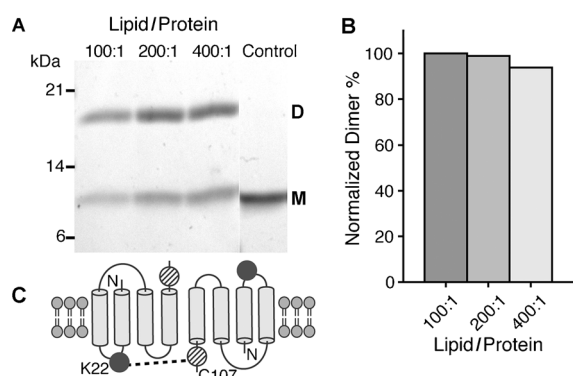 A
Lipid/Protein
100:1 200:1 400:1 Control
kDa
21
14
6
D
M
B
Normalized Dimer %
100
80
60
40
20
0
100:1 200:1 400:1
Lipid/Protein
C
N
K22
C107
N